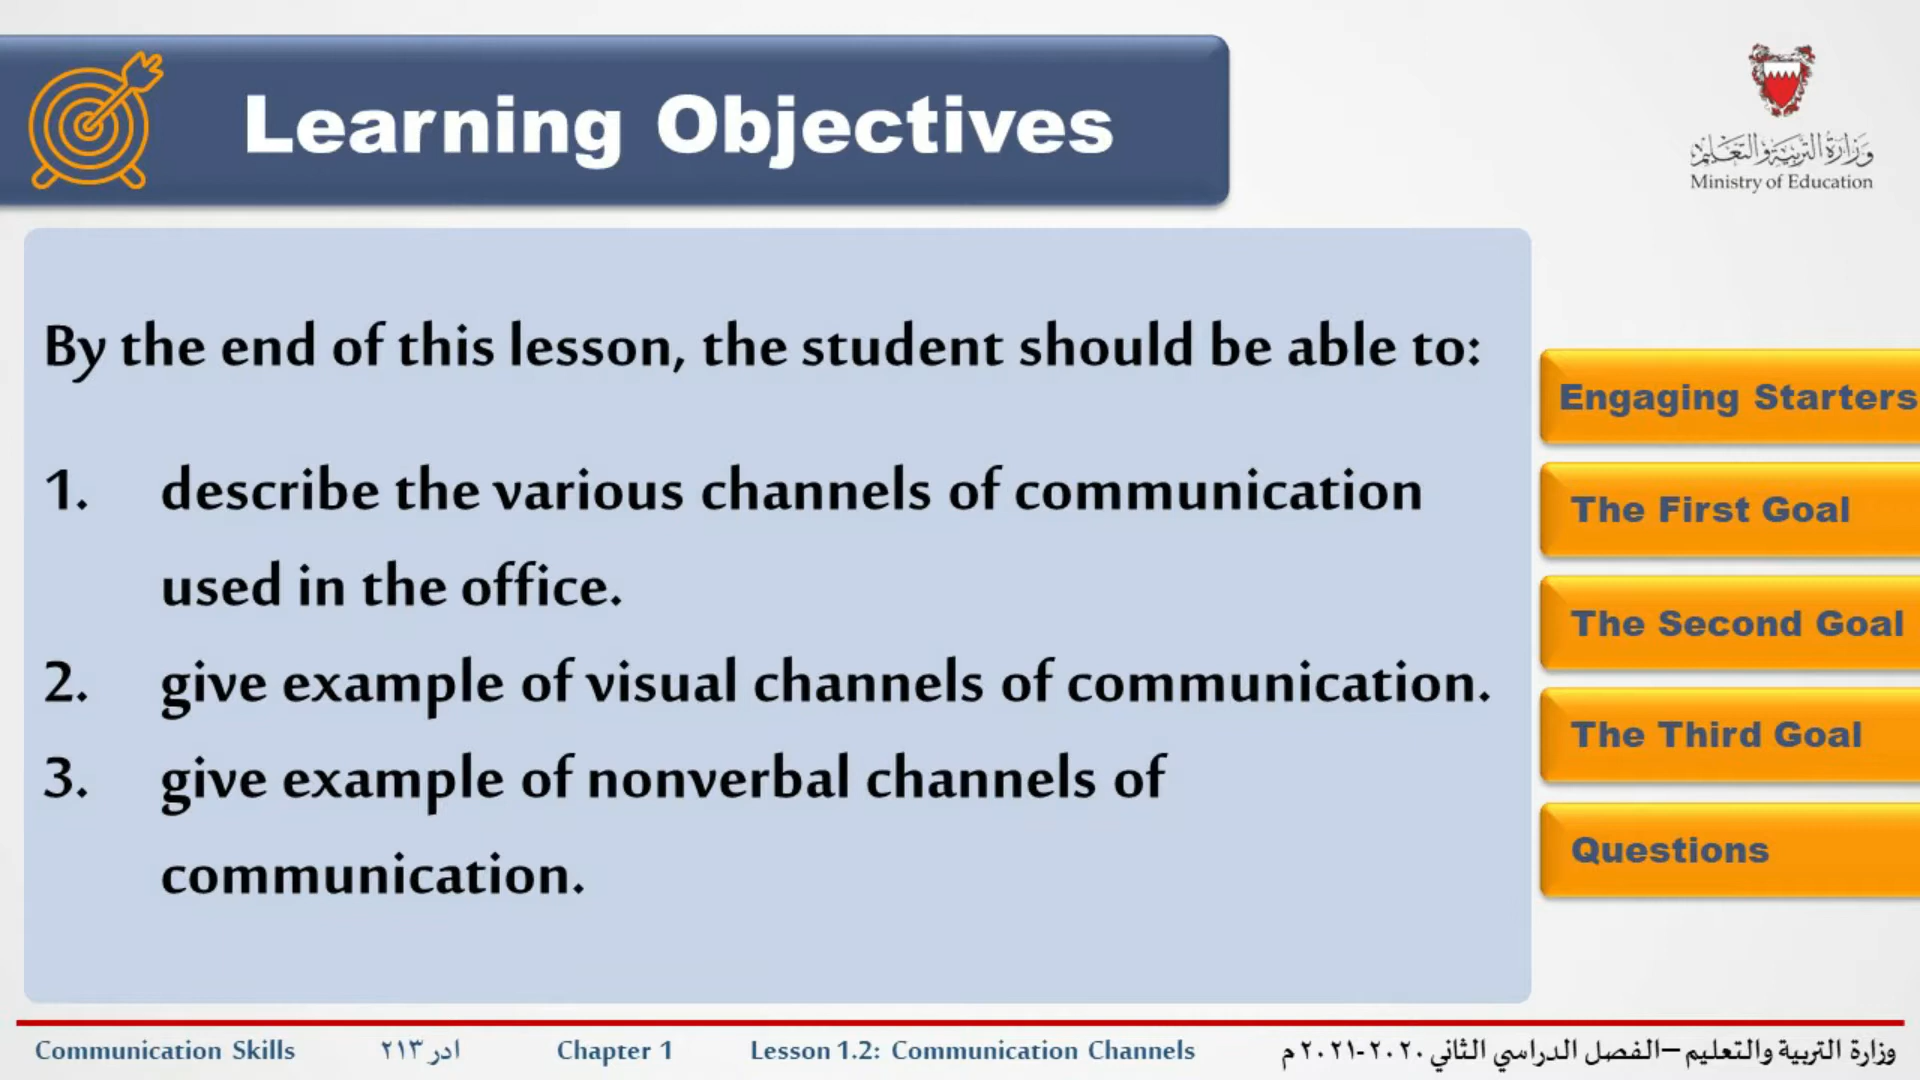 Learning Objectives
وزارة التربية والتعليم
Ministry of Education
By the end of this lesson, the student should be able to:
1. describe the various channels of communication
used in the office.
2. give example of visual channels of communication.
3. give example of nonverbal channels of
communication.
Engaging Starters
The First Goal
The Second Goal
The Third Goal
Questions
Communication Skills ادر ٢١٣ Chapter 1 Lesson 1.2: Communication Channels وزارة التربية والتعليم –الفصل الدراسي الثاني ٢٠٢٠-٢٠٢١ م